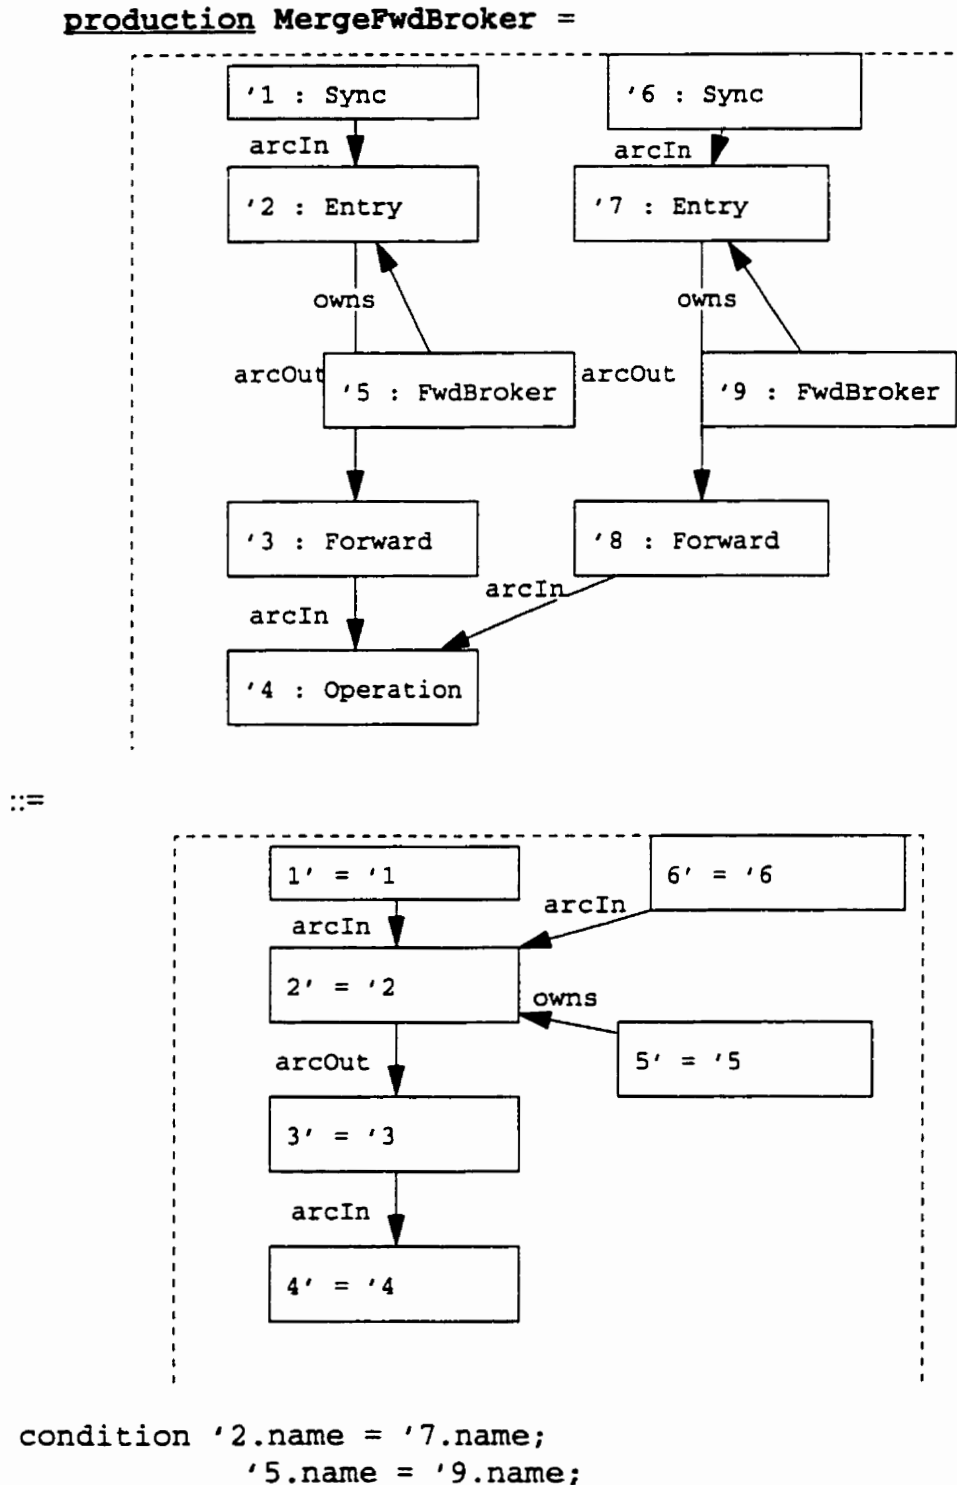 production MergeFwdBroker =
'1 : Sync
'6 : Sync
arcIn
arcIn
'2 : Entry
'7 : Entry
owns
owns
arcOut
'5 : FwdBroker
arcOut
'9 : FwdBroker
'3 : Forward
'8 : Forward
arcIn
arcIn
'4 : Operation
::=
1' = '1
6' = '6
arcIn
arcIn
2' = '2
owns
arcOut
5' = '5
3' = '3
arcIn
4' = '4
condition '2.name = '7.name;
'5.name = '9.name;